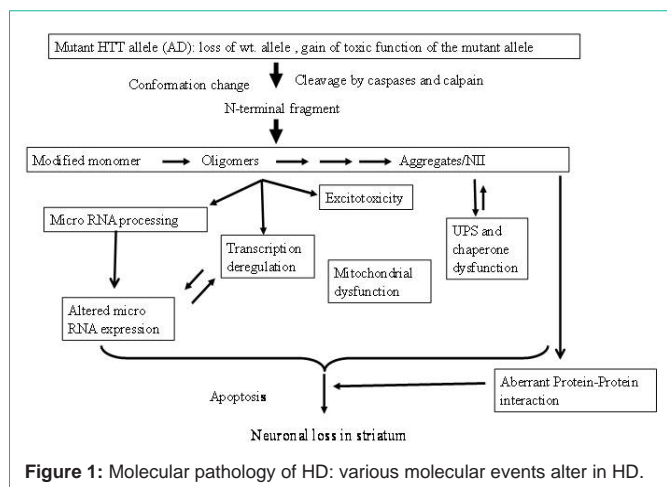 Mutant HTT allele (AD): loss of wt. allele , gain of toxic function of the mutant allele
Conformation change
Cleavage by caspases and calpain
N-terminal fragment
Modified monomer
Oligomers
Aggregates/NII
Excitotoxicity
Micro RNA processing
Transcription
deregulation
UPS and
chaperone
dysfunction
Mitochondrial
dysfunction
Altered micro
RNA expression
Aberrant Protein-Protein
interaction
Apoptosis
Neuronal loss in striatum
Figure 1: Molecular pathology of HD: various molecular events alter in HD.